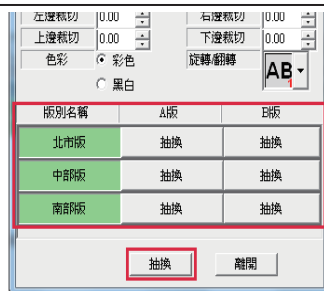 左邊裁切 0.00 右邊裁切 0.00
上邊裁切 0.00 下邊裁切 0.00
色彩 彩色 旋轉/翻轉 AB
1
黑白
版別名稱 A版 B版
北市版 抽換 抽換
中部版 抽換 抽換
南部版 抽換 抽換
抽換 離開